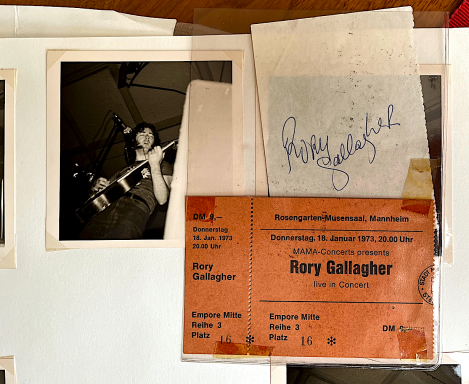 Rory
Gallagher
DM 9.–
Donnerstag
18. Jan. 1973
20.00 Uhr
Rory
Gallagher
Empore Mitte
Reihe 3
Platz 16 ✻
Rosengarten-Musensaal, Mannheim
Donnerstag, 18. Januar 1973, 20.00 Uhr
MAMA-Concerts presents
Rory Gallagher
live in Concert
Empore Mitte
Reihe 3
Platz 16 ✻
DM